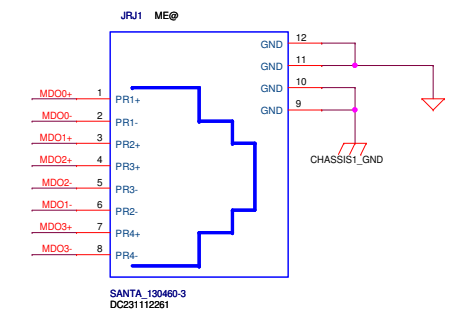 JRJ1 ME@
GND 12
GND 11
GND 10
GND 9
MDO0+ 1 PR1+
MDO0- 2 PR1-
MDO1+ 3 PR2+
MDO2+ 4 PR3+
MDO2- 5 PR3-
MDO1- 6 PR2-
MDO3+ 7 PR4+
MDO3- 8 PR4-
CHASSIS1_GND
SANTA_130460-3
DC231112261